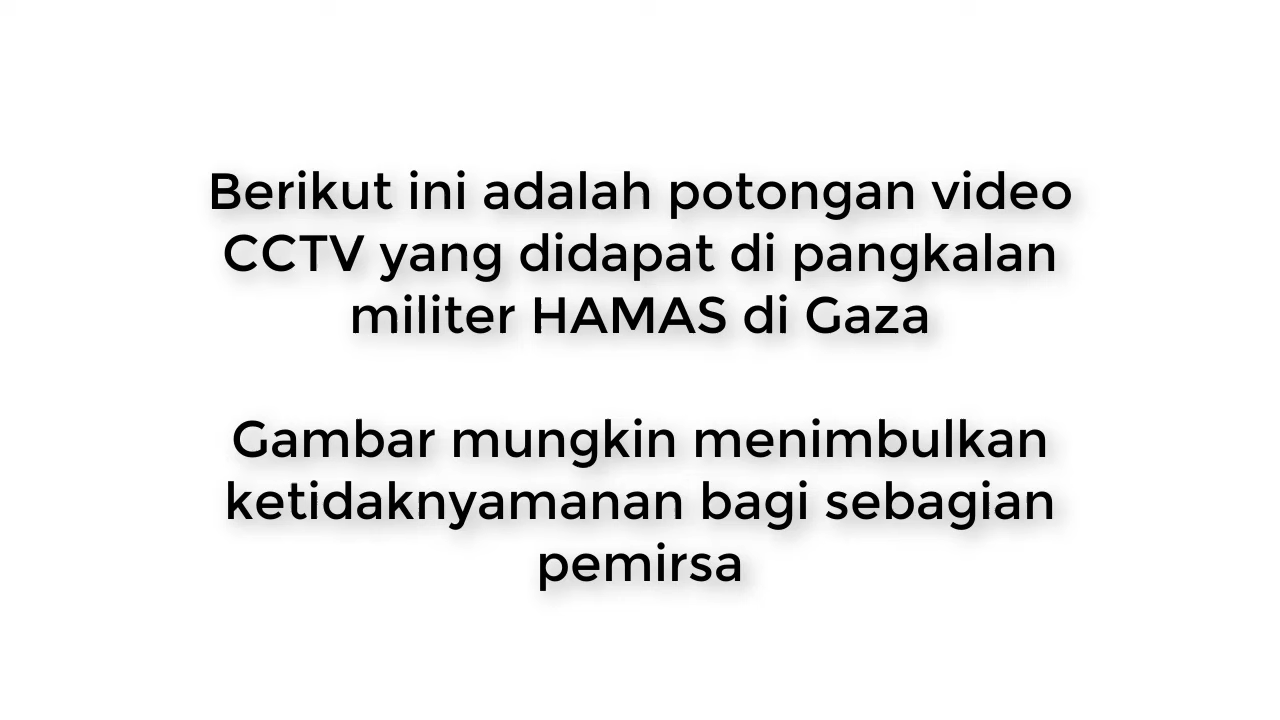 Berikut ini adalah potongan video
CCTV yang didapat di pangkalan
militer HAMAS di Gaza
Gambar mungkin menimbulkan
ketidaknyamanan bagi sebagian
pemirsa